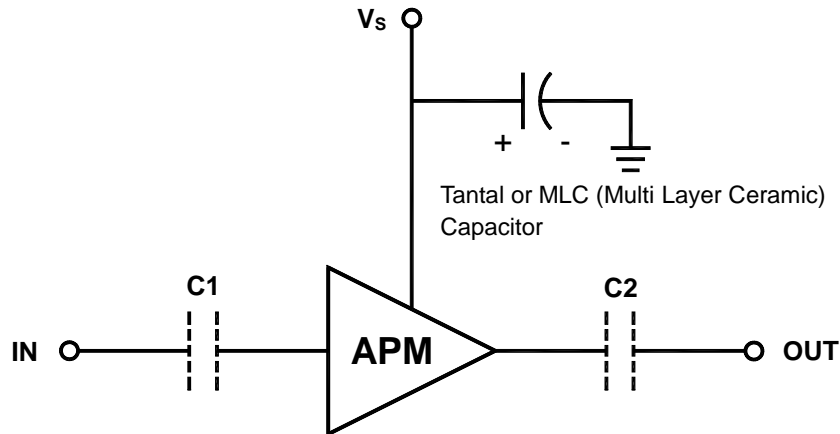 Vs
+ -
Tantal or MLC (Multi Layer Ceramic)
Capacitor
C1
C2
IN
APM
OUT